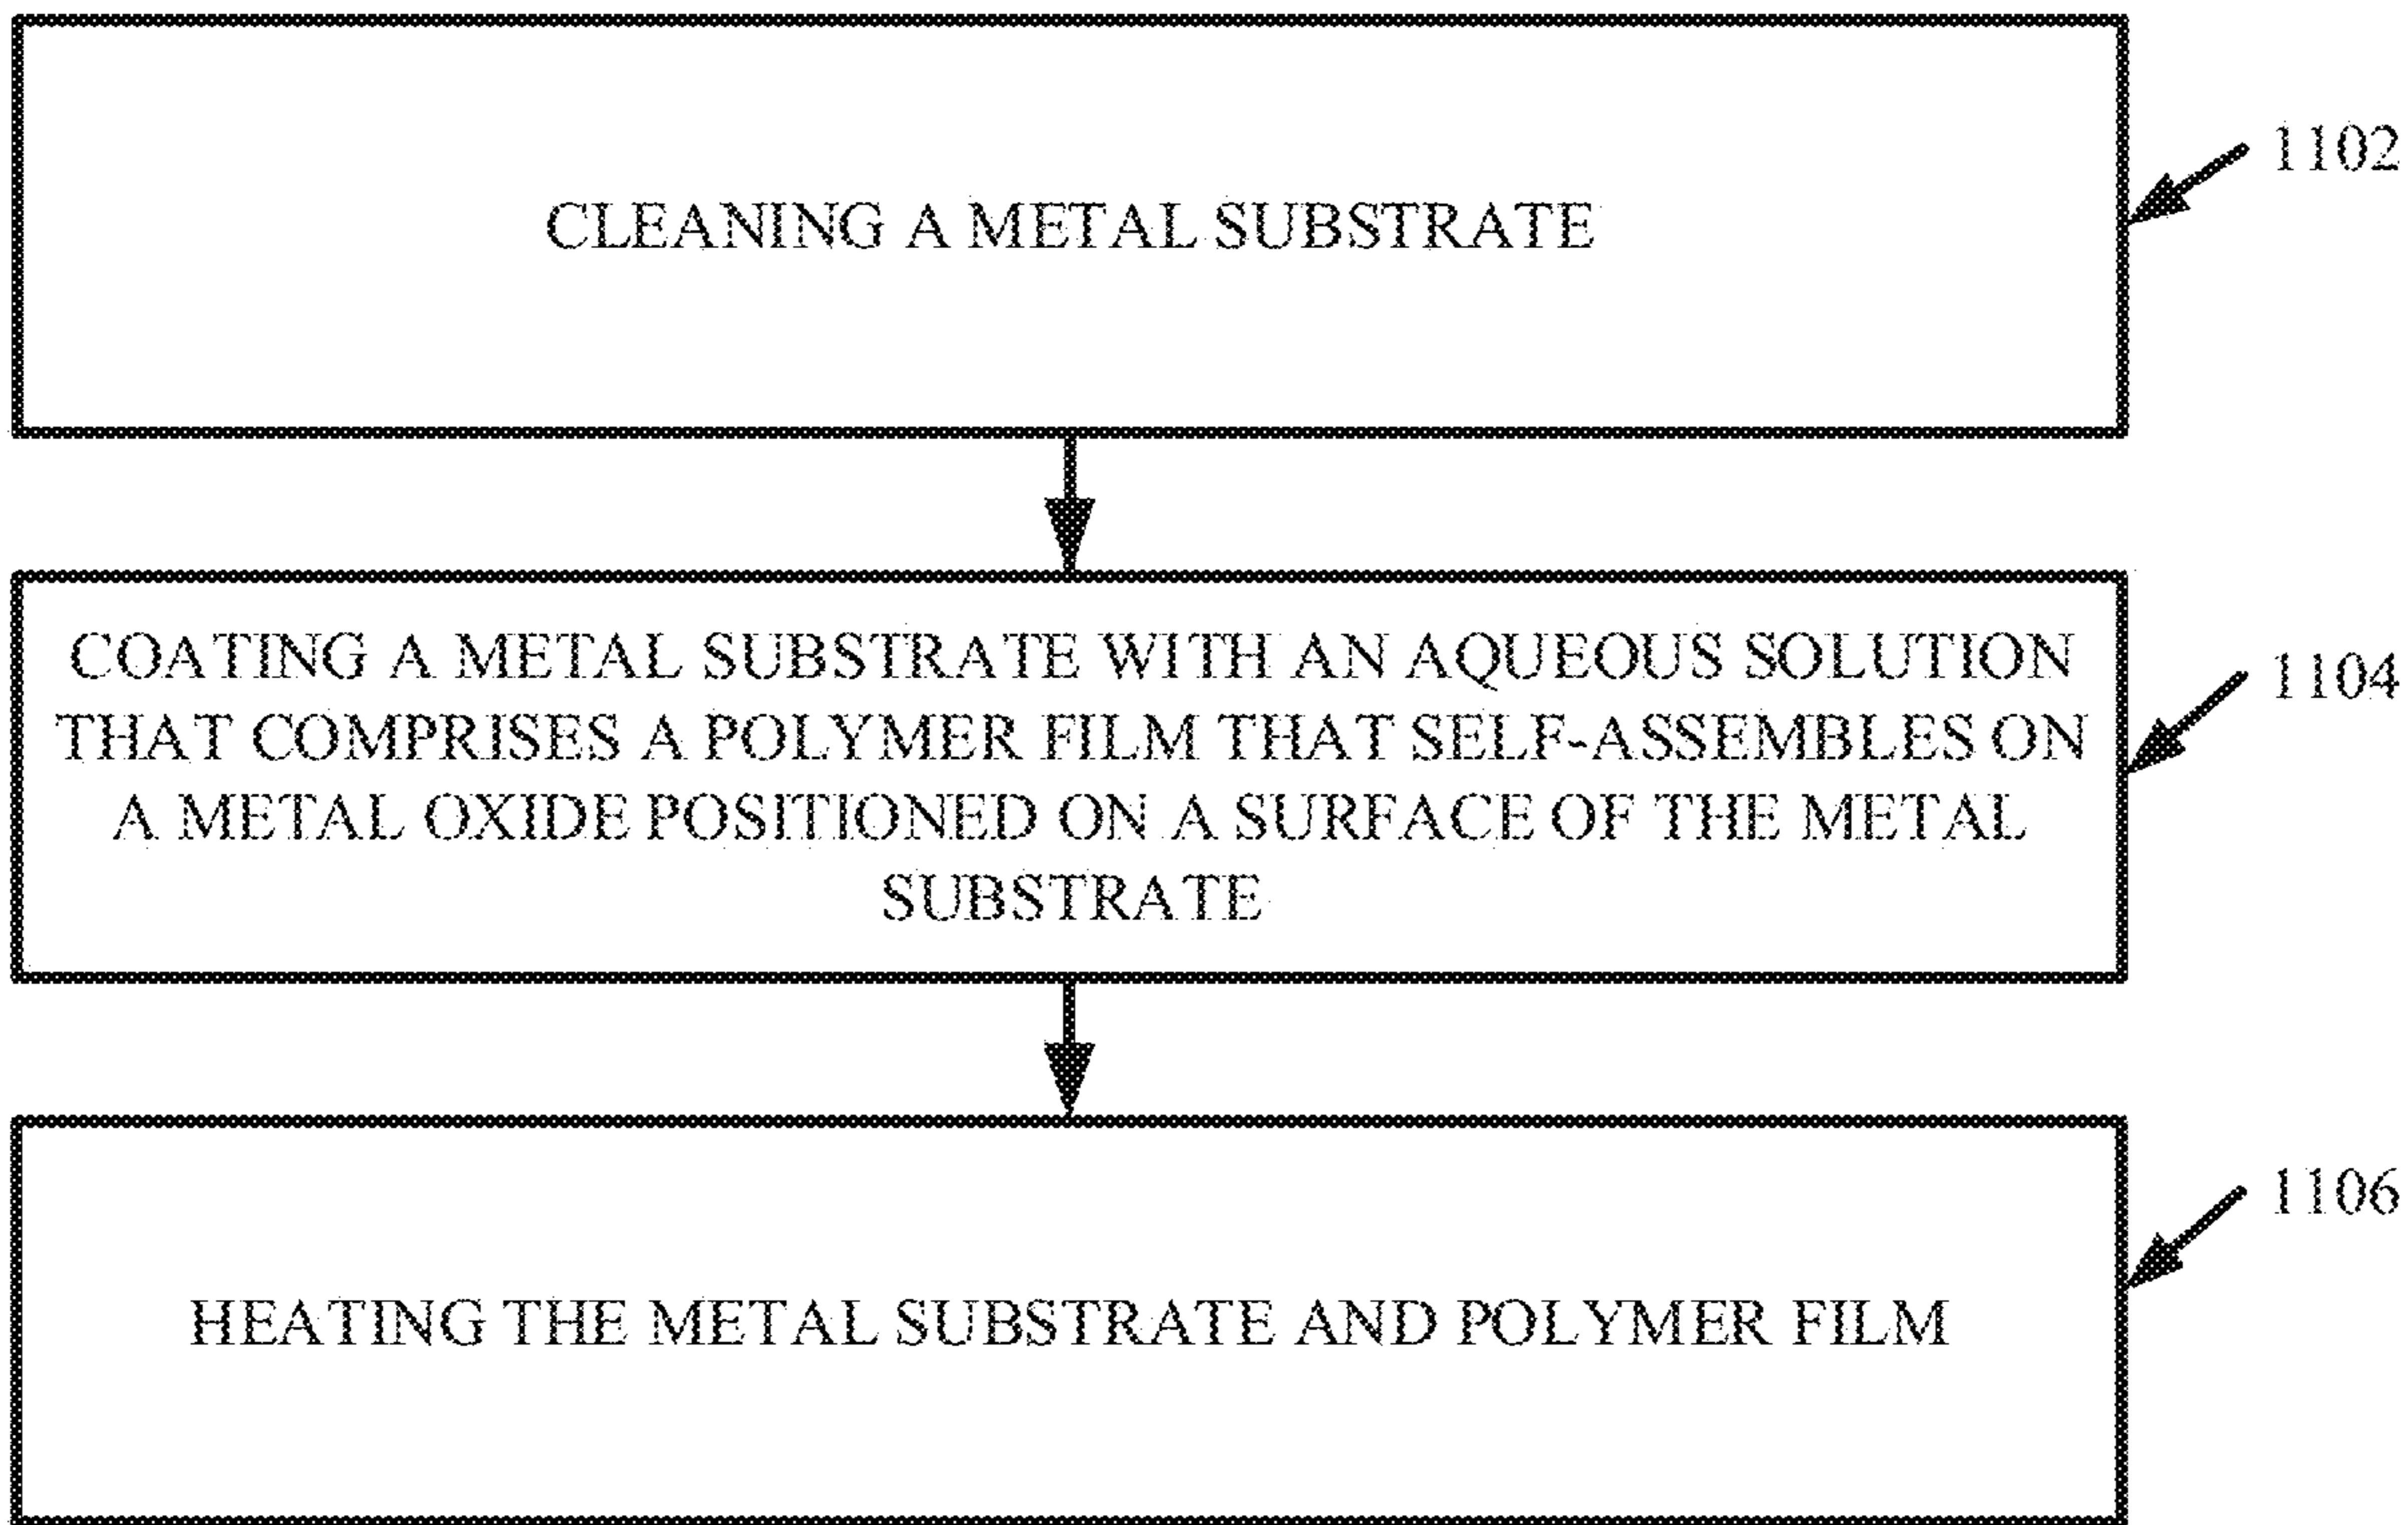 CLEANING A METAL SUBSTRATE
1102
COATING A METAL SUBSTRATE WITH AN AQUEOUS SOLUTION
THAT COMPRISES A POLYMER FILM THAT SELF-ASSEMBLES ON
A METAL OXIDE POSITIONED ON A SURFACE OF THE METAL
SUBSTRATE
1104
HEATING THE METAL SUBSTRATE AND POLYMER FILM
1106